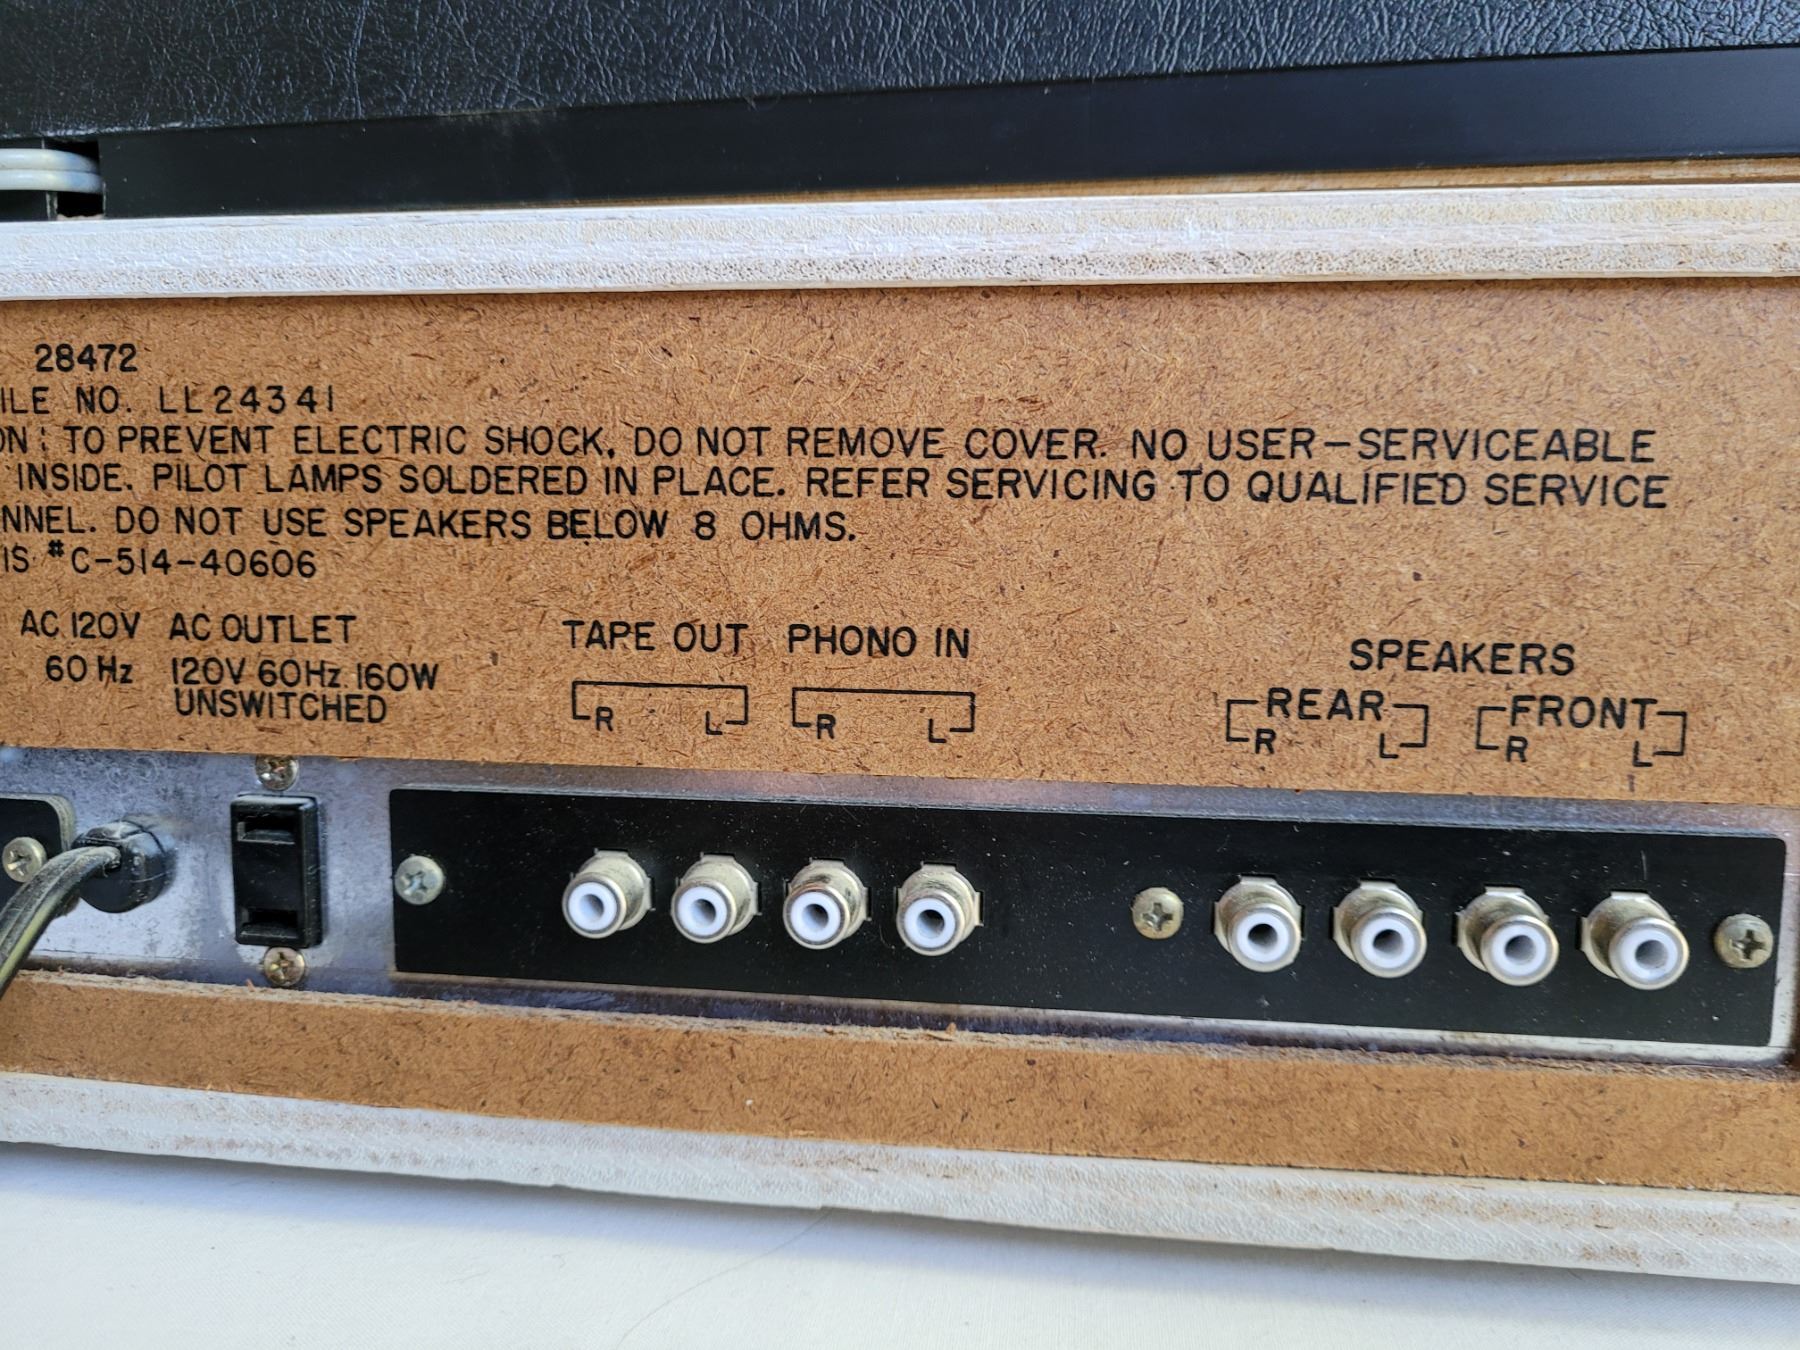 28472
ILE NO. LL24341
ON: TO PREVENT ELECTRIC SHOCK, DO NOT REMOVE COVER. NO USER-SERVICEABLE
INSIDE. PILOT LAMPS SOLDERED IN PLACE. REFER SERVICING TO QUALIFIED SERVICE
NNEL. DO NOT USE SPEAKERS BELOW 8 OHMS.
IS #C-514-40606
AC 120V AC OUTLET
60 Hz 120V 60Hz 160W
UNSWITCHED
TAPE OUT PHONO IN
R L R L
SPEAKERS
REAR FRONT
R L R L